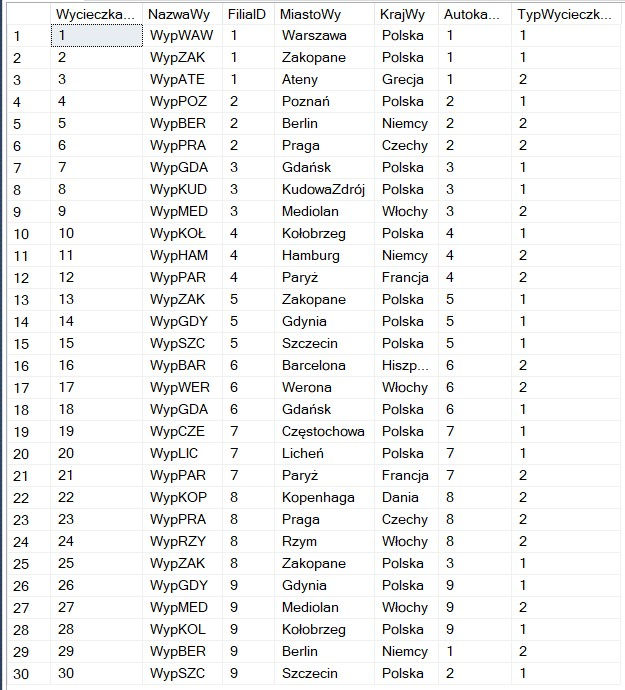 Wycieczka... NazwaWy FiliaID MiastoWy KrajWy Autoka... TypWycieczk...
1 1 WypWAW 1 Warszawa Polska 1 1
2 2 WypZAK 1 Zakopane Polska 1 1
3 3 WypATE 1 Ateny Grecja 1 2
4 4 WypPOZ 2 Poznań Polska 2 1
5 5 WypBER 2 Berlin Niemcy 2 2
6 6 WypPRA 2 Praga Czechy 2 2
7 7 WypGDA 3 Gdańsk Polska 3 1
8 8 WypKUD 3 KudowaZdrój Polska 3 1
9 9 WypMED 3 Mediolan Włochy 3 2
10 10 WypKOŁ 4 Kołobrzeg Polska 4 1
11 11 WypHAM 4 Hamburg Niemcy 4 2
12 12 WypPAR 4 Paryż Francja 4 2
13 13 WypZAK 5 Zakopane Polska 5 1
14 14 WypGDY 5 Gdynia Polska 5 1
15 15 WypSZC 5 Szczecin Polska 5 1
16 16 WypBAR 6 Barcelona Hiszp... 6 2
17 17 WypWER 6 Werona Włochy 6 2
18 18 WypGDA 6 Gdańsk Polska 6 1
19 19 WypCZE 7 Częstochowa Polska 7 1
20 20 WypLIC 7 Licheń Polska 7 1
21 21 WypPAR 7 Paryż Francja 7 2
22 22 WypKOP 8 Kopenhaga Dania 8 2
23 23 WypPRA 8 Praga Czechy 8 2
24 24 WypRZY 8 Rzym Włochy 8 2
25 25 WypZAK 8 Zakopane Polska 3 1
26 26 WypGDY 9 Gdynia Polska 9 1
27 27 WypMED 9 Mediolan Włochy 9 2
28 28 WypKOL 9 Kołobrzeg Polska 9 1
29 29 WypBER 9 Berlin Niemcy 1 2
30 30 WypSZC 9 Szczecin Polska 2 1